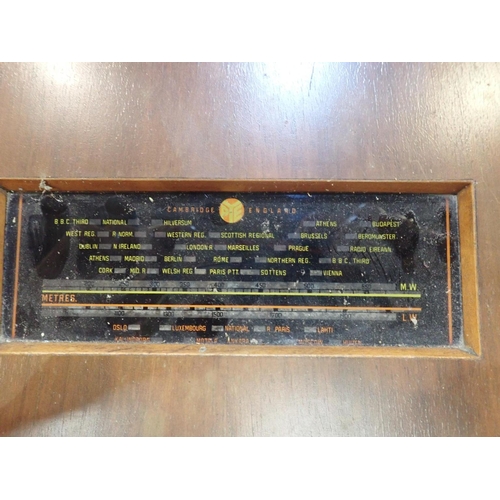 CAMBRIDGE ENGLAND
B B C. THIRD NATIONAL HILVERSUM ATHENS BUDAPEST
WEST REG. R NORM. WESTERN REG. SCOTTISH REGIONAL BRUSSELS BEROMUNSTER
DUBLIN N IRELAND LONDON R MARSEILLES PRAGUE. RADIO EIREANN
ATHENS MADRID BERLIN ROME NORTHERN REG. B B C. THIRD
CORK MID R WELSH REG PARIS P.T.T. SOTTENS VIENNA
M.W
METRES.
L.W
OSLO LUXEMBOURG NATIONAL R. PARIS LAHTI